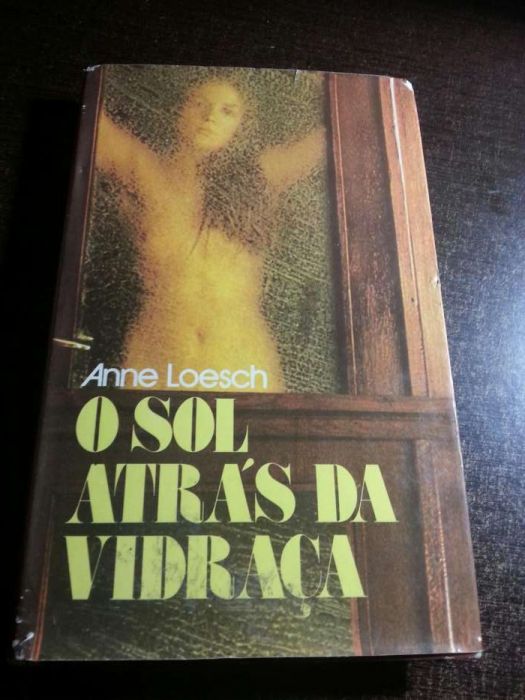 Anne Loesch
O SOL
ATRÁS DA
VIDRAÇA